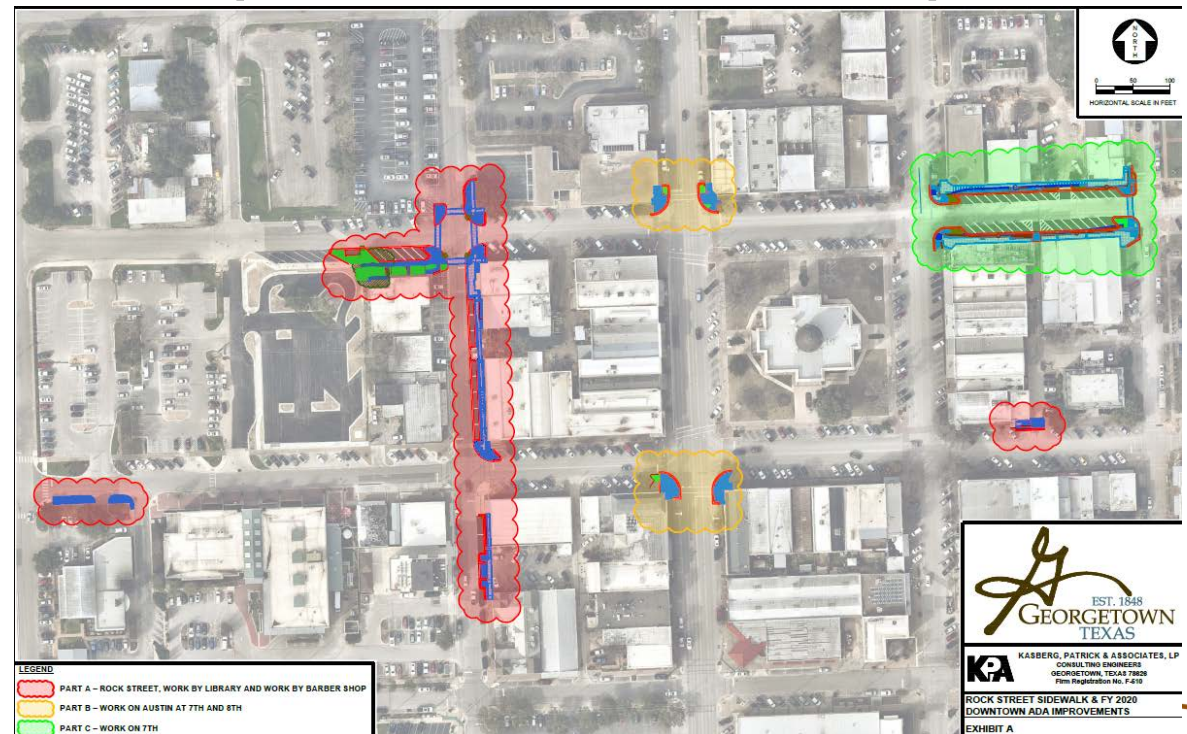 NORTH
0 50 100
HORIZONTAL SCALE IN FEET
EST. 1848
GEORGETOWN
TEXAS
KPA
KASBERG, PATRICK & ASSOCIATES, LP
CONSULTING ENGINEERS
GEORGETOWN, TEXAS 78628
Firm Registration No. F-510
ROCK STREET SIDEWALK & FY 2020
DOWNTOWN ADA IMPROVEMENTS
EXHIBIT A
LEGEND
PART A – ROCK STREET, WORK BY LIBRARY AND WORK BY BARBER SHOP
PART B – WORK ON AUSTIN AT 7TH AND 8TH
PART C – WORK ON 7TH